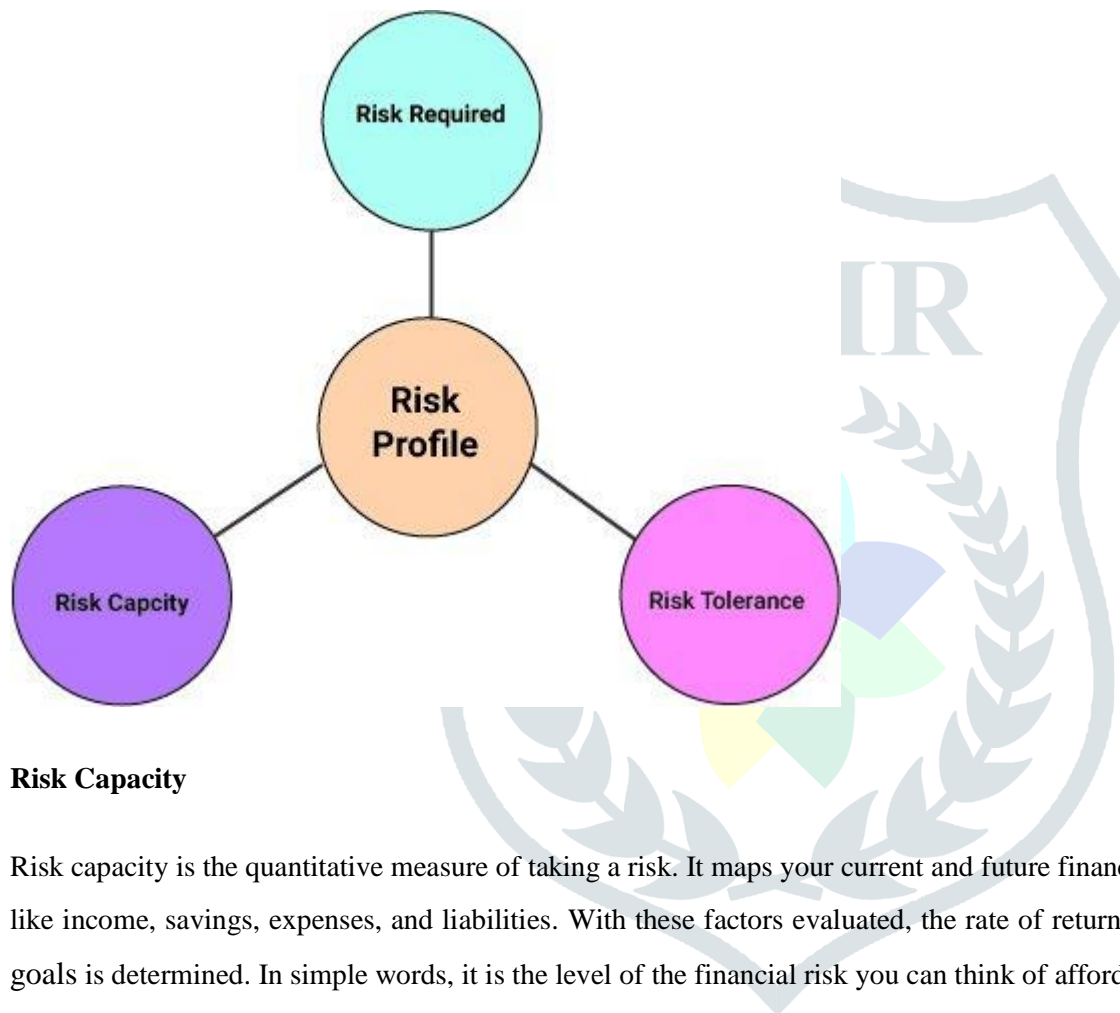 Risk Required
Risk
Profile
Risk Capcity
Risk Tolerance
IR
Risk Capacity
Risk capacity is the quantitative measure of taking a risk. It maps your current and future
like income, savings, expenses, and liabilities. With these factors evaluated, the rate of return
goals is determined. In simple words, it is the level of the financial risk you can think of